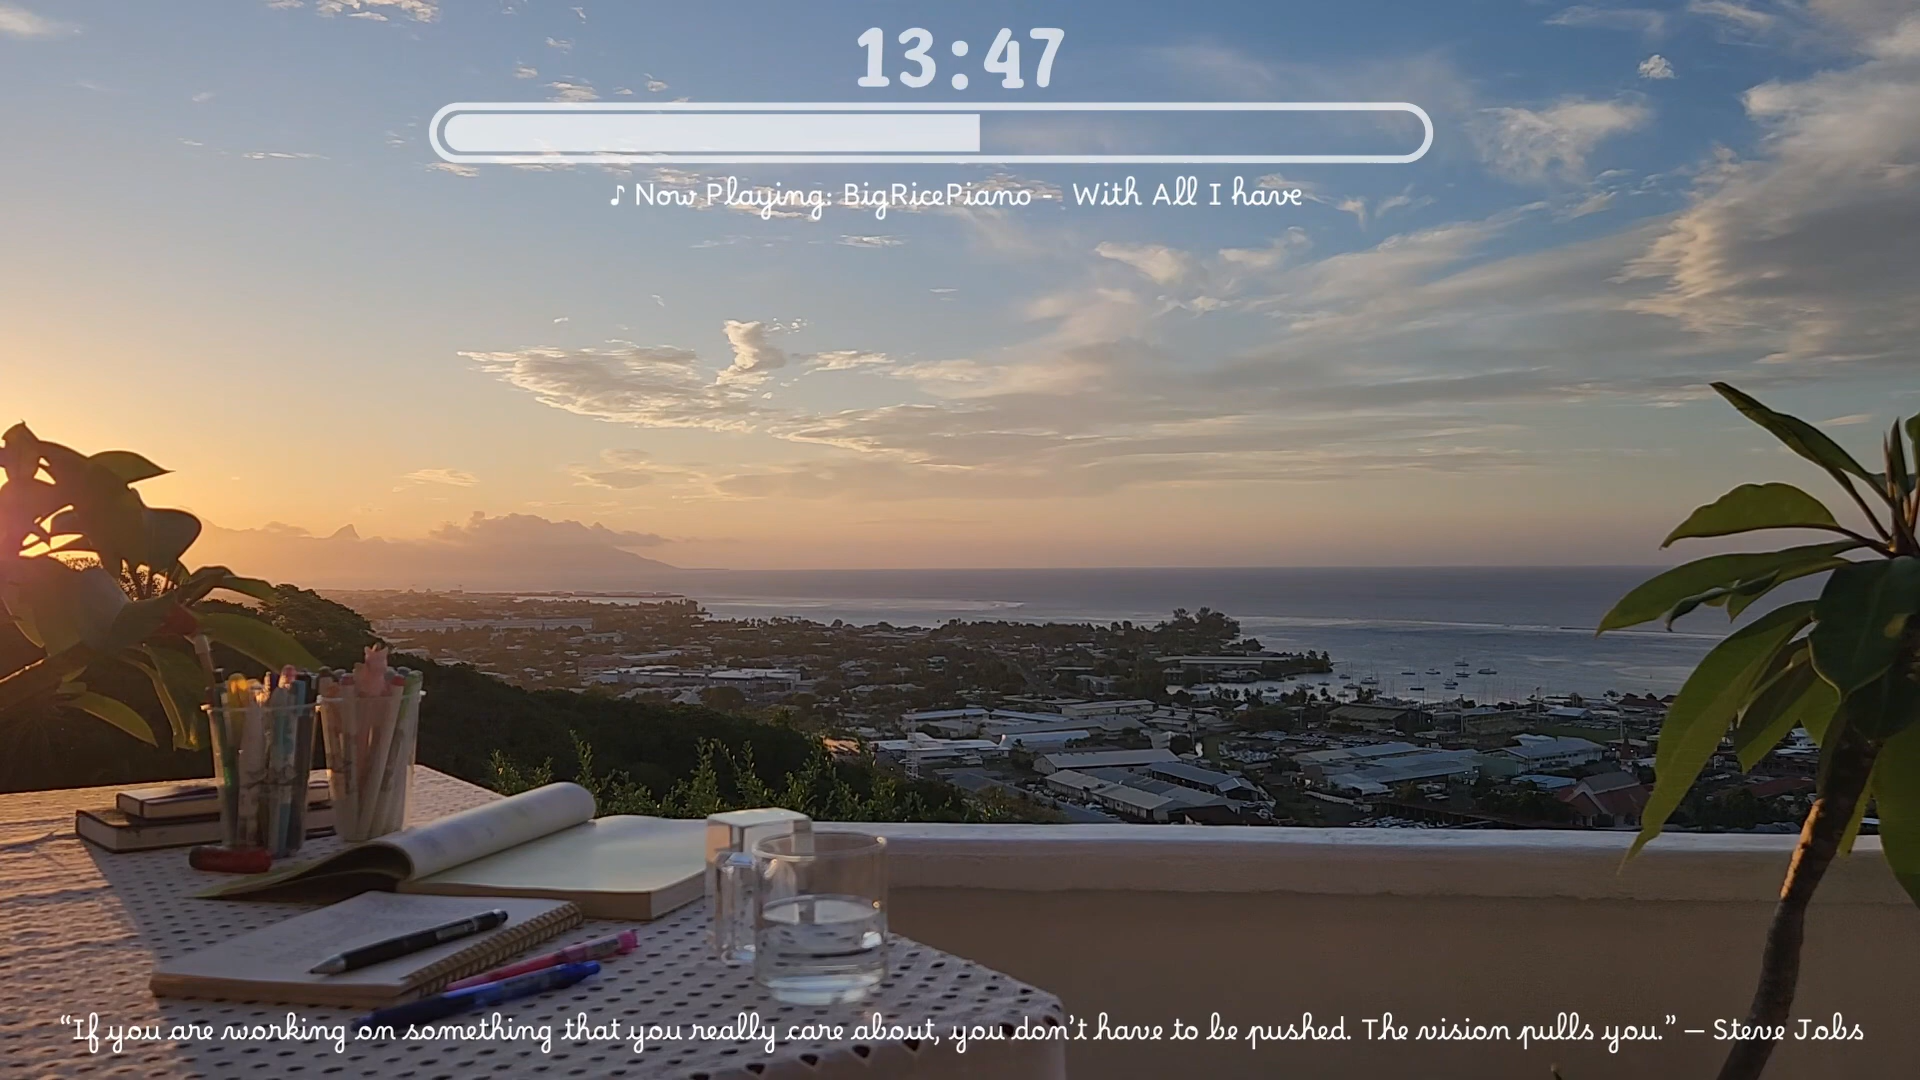 13:47
♪ Now Playing: BigRicePiano - With All I have
“If you are working on something that you really care about, you don’t have to be pushed. The vision pulls you.” – Steve Jobs